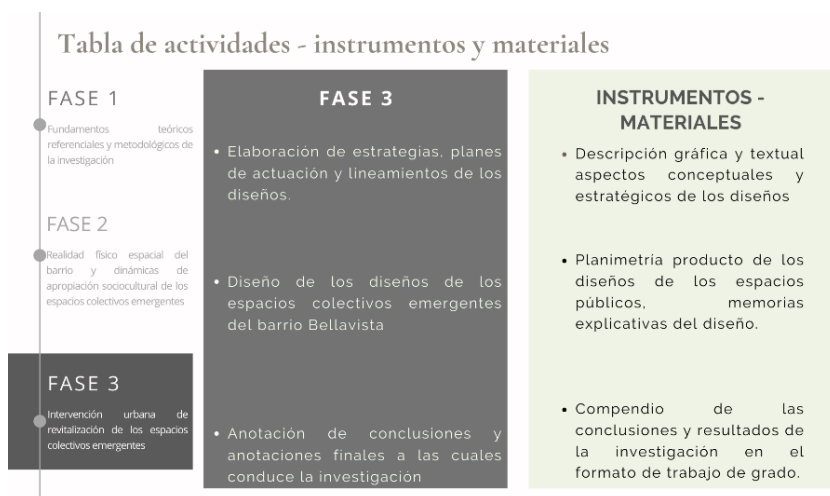 Tabla de actividades - instrumentos y materiales
FASE 1
Fundamentos teóricos
referenciales y metodológicos de
la investigación
FASE 2
Realidad físico espacial del
barrio y dinámicas de
apropiación sociocultural de los
espacios colectivos emergentes
FASE 3
Intervención urbana de
revitalización de los espacios
colectivos emergentes
FASE 3
• Elaboración de estrategias, planes
de actuación y lineamientos de los
diseños.
• Diseño de los diseños de los
espacios colectivos emergentes
del barrio Bellavista
• Anotación de conclusiones y
anotaciones finales a las cuales
conduce la investigación
INSTRUMENTOS -
MATERIALES
• Descripción gráfica y textual
aspectos conceptuales y
estratégicos de los diseños
• Planimetría producto de los
diseños de los espacios
públicos, memorias
explicativas del diseño.
• Compendio de las
conclusiones y resultados de
la investigación en el
formato de trabajo de grado.